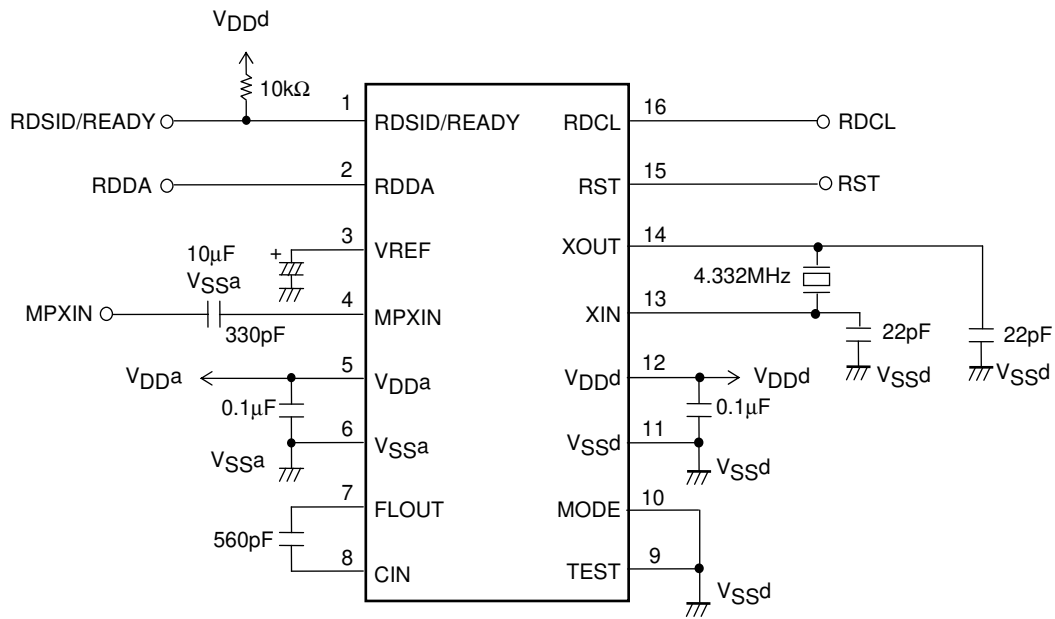 VDDd
10kΩ
1
16
RDSID/READY
RDSID/READY
RDCL
RDCL
2
15
RDDA
RDDA
RST
RST
3
14
10µF
+
VREF
XOUT
VSSa
4.332MHz
4
13
MPXIN
MPXIN
XIN
330pF
22pF
22pF
VSSd
VSSd
5
12
VDDa
VDDa
VDDd
VDDd
0.1µF
0.1µF
6
11
VSSa
VSSa
VSSd
VSSd
7
10
FLOUT
MODE
560pF
8
9
CIN
TEST
VSSd